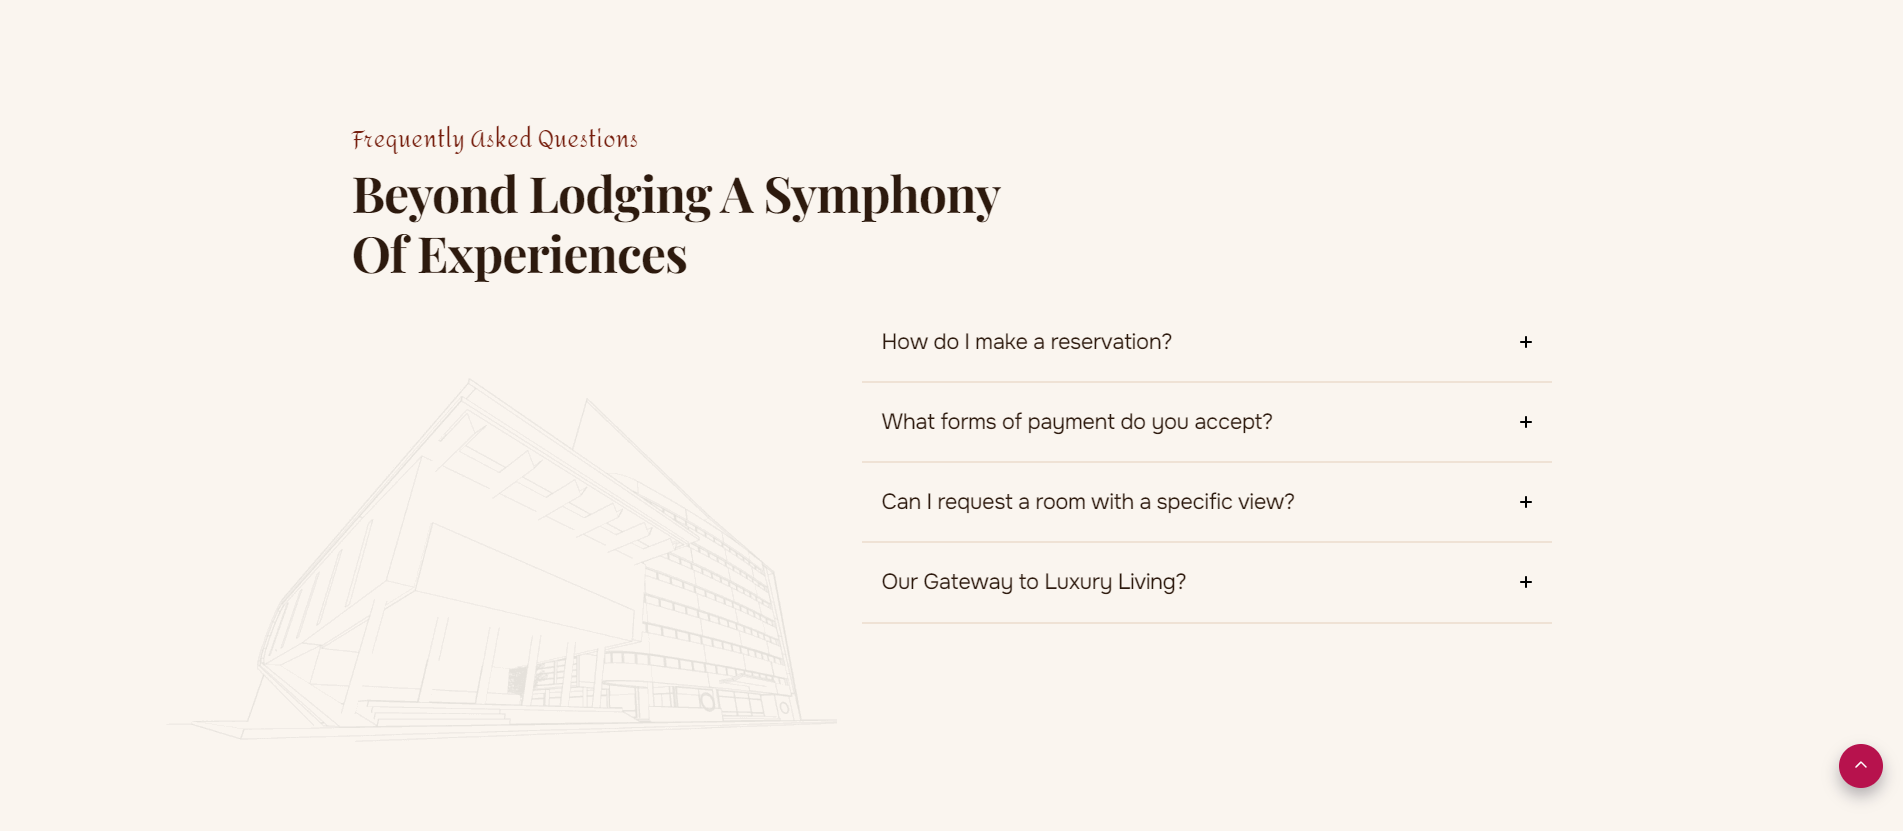 Frequently Asked Questions
Beyond Lodging A Symphony
Of Experiences
How do I make a reservation?
What forms of payment do you accept?
Can I request a room with a specific view?
Our Gateway to Luxury Living?